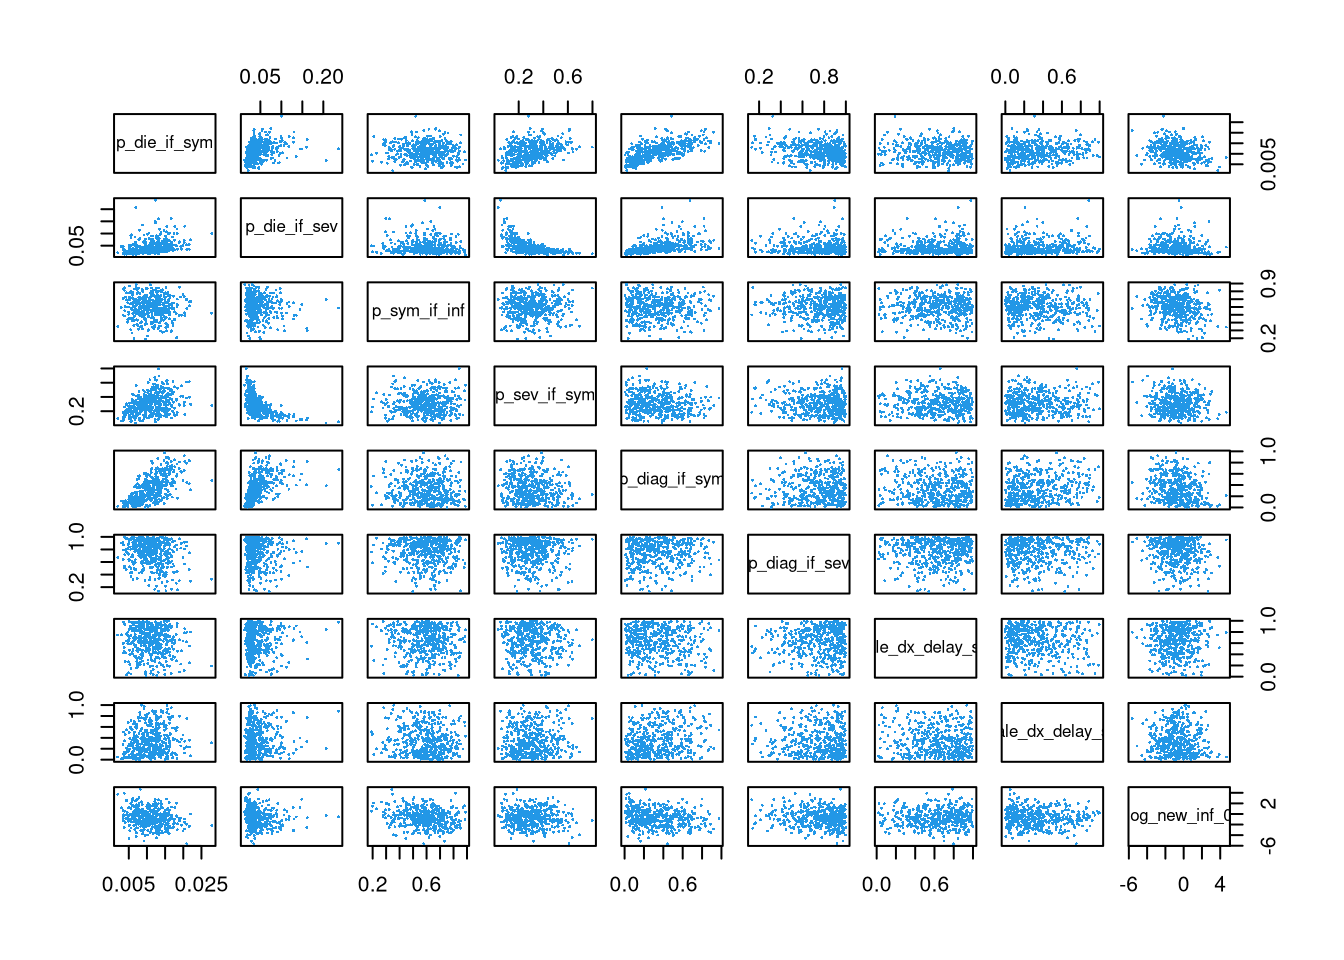 0.05 0.20 0.2 0.6 0.2 0.8 0.0 0.6
p_die_if_sym 0.005
0.05 p_die_if_sev
p_sym_if_inf 0.2 0.9
0.2 p_sev_if_sym
p_diag_if_sym 0.0 1.0
0.2 1.0 p_diag_if_sev
le_dx_delay_s 0.0 1.0
0.0 1.0 ale_dx_delay_s
og_new_inf_0 -6 2
0.005 0.025 0.2 0.6 0.0 0.6 0.0 0.6 -6 0 4